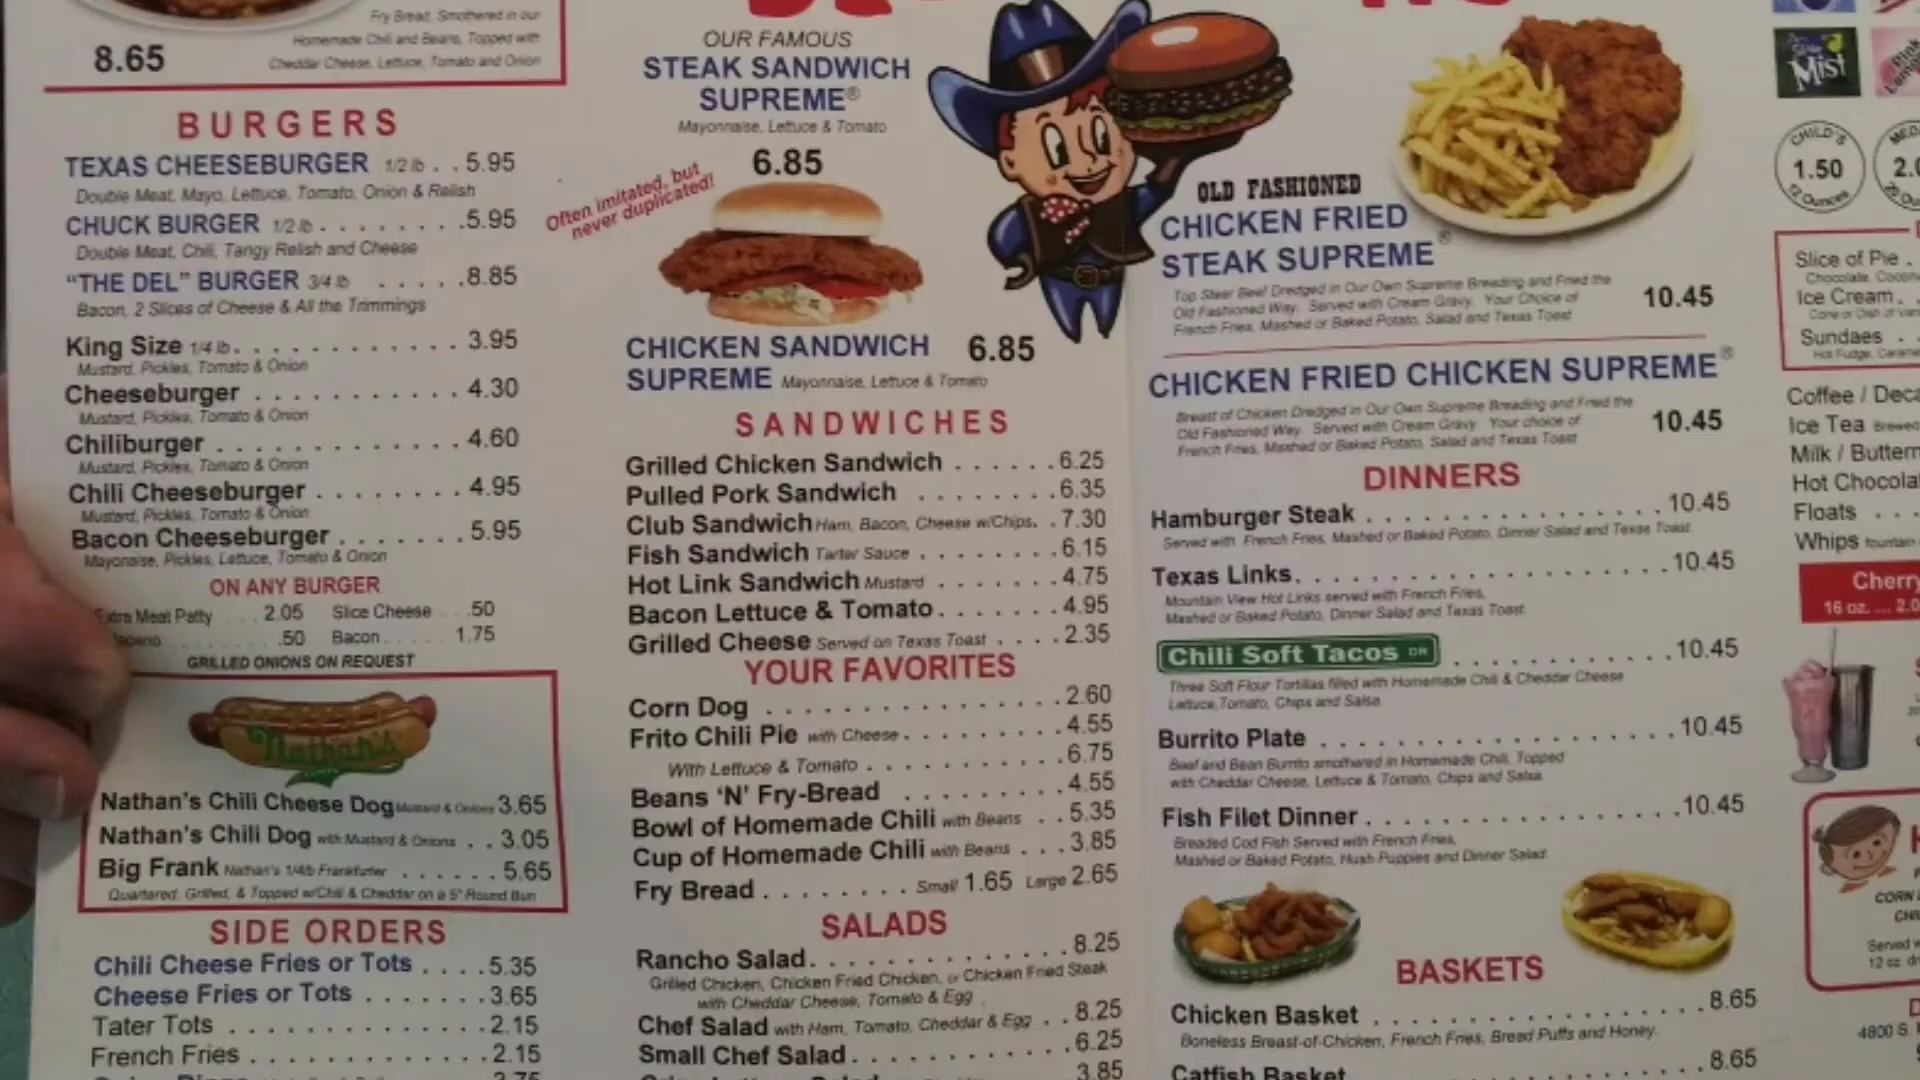 Fry Bread, Smothered in our
Homemade Chili and Beans, Topped with
Cheddar Cheese, Lettuce, Tomato and Onion
8.65
BURGERS
TEXAS CHEESEBURGER 1/2 lb . . 5.95
Double Meat, Mayo, Lettuce, Tomato, Onion & Relish
CHUCK BURGER 1/2 lb . . . . . . . . 5.95
Double Meat, Chili, Tangy Relish and Cheese
“THE DEL” BURGER 3/4 lb . . . . . 8.85
Bacon, 2 Slices of Cheese & All the Trimmings
King Size 1/4 lb. . . . . . . . . . . . . 3.95
Mustard, Pickles, Tomato & Onion
Cheeseburger . . . . . . . . . . . 4.30
Mustard, Pickles, Tomato & Onion
Chiliburger . . . . . . . . . . . . . 4.60
Mustard, Pickles, Tomato & Onion
Chili Cheeseburger . . . . . . . . 4.95
Mustard, Pickles, Tomato & Onion
Bacon Cheeseburger . . . . . . . 5.95
Mayonaise, Pickles, Lettuce, Tomato & Onion
ON ANY BURGER
Extra Meat Patty . . . 2.05 Slice Cheese . . . .50
.50 Bacon . . . . . 1.75
GRILLED ONIONS ON REQUEST
Nathan's
Nathan's Chili Cheese Dog Mustard & Onions 3.65
Nathan's Chili Dog with Mustard & Onions . . 3.05
Big Frank Nathan's 1/4lb Frankfurter . . . . . . 5.65
Quartered, Grilled, & Topped w/Chili & Cheddar on a 5" Round Bun
SIDE ORDERS
Chili Cheese Fries or Tots . . . . 5.35
Cheese Fries or Tots . . . . . . . 3.65
Tater Tots . . . . . . . . . . . . . . 2.15
French Fries . . . . . . . . . . . . . 2.15
OUR FAMOUS
STEAK SANDWICH
SUPREME®
Mayonnaise, Lettuce & Tomato
6.85
Often imitated, but
never duplicated!
CHICKEN SANDWICH 6.85
SUPREME Mayonnaise, Lettuce & Tomato
SANDWICHES
Grilled Chicken Sandwich . . . . . . 6.25
Pulled Pork Sandwich . . . . . . . . 6.35
Club Sandwich Ham, Bacon, Cheese w/Chips. . 7.30
Fish Sandwich Tarter Sauce . . . . . . . . 6.15
Hot Link Sandwich Mustard . . . . . . . 4.75
Bacon Lettuce & Tomato . . . . . . . 4.95
Grilled Cheese Served on Texas Toast . . . . 2.35
YOUR FAVORITES
Corn Dog . . . . . . . . . . . . . . . . . 2.60
Frito Chili Pie with Cheese . . . . . . . . . 4.55
With Lettuce & Tomato . . . . . . . . . . . 6.75
Beans ‘N’ Fry-Bread . . . . . . . . . 4.55
Bowl of Homemade Chili with Beans . . 5.35
Cup of Homemade Chili with Beans . . . 3.85
Fry Bread . . . . . . . . Small 1.65 Large 2.65
SALADS
Rancho Salad . . . . . . . . . . . . . . 8.25
Grilled Chicken, Chicken Fried Chicken, or Chicken Fried Steak
with Cheddar Cheese, Tomato & Egg
Chef Salad with Ham, Tomato, Cheddar & Egg . . 8.25
Small Chef Salad . . . . . . . . . . . . 6.25
3.85
OLD FASHIONED
CHICKEN FRIED
STEAK SUPREME®
Top Steer Beef Dredged in Our Own Supreme Breading and Fried the
Old Fashioned Way. Served with Cream Gravy. Your Choice of
French Fries, Mashed or Baked Potato, Salad and Texas Toast
10.45
CHICKEN FRIED CHICKEN SUPREME®
Breast of Chicken Dredged in Our Own Supreme Breading and Fried the
Old Fashioned Way. Served with Cream Gravy. Your choice of
French Fries, Mashed or Baked Potato, Salad and Texas Toast
10.45
DINNERS
Hamburger Steak . . . . . . . . . . . . . . . . 10.45
Served with French Fries, Mashed or Baked Potato, Dinner Salad and Texas Toast
Texas Links . . . . . . . . . . . . . . . . . . . . 10.45
Mountain View Hot Links served with French Fries,
Mashed or Baked Potato, Dinner Salad and Texas Toast
Chili Soft Tacos DR . . . . . . . . . . . . 10.45
Three Soft Flour Tortillas filled with Homemade Chili & Cheddar Cheese
Lettuce, Tomato, Chips and Salsa
Burrito Plate . . . . . . . . . . . . . . . . . . . 10.45
Beef and Bean Burrito smothered in Homemade Chili, Topped
with Cheddar Cheese, Lettuce & Tomato, Chips and Salsa
Fish Filet Dinner . . . . . . . . . . . . . . . . . 10.45
Breaded Cod Fish Served with French Fries,
Mashed or Baked Potato, Hush Puppies and Dinner Salad
BASKETS
Chicken Basket . . . . . . . . . . . . . . . . . . 8.65
Boneless Breast-of-Chicken, French Fries, Bread Puffs and Honey.
Catfish Basket . . . . . . . . . . . . . . . . . . 8.65
Mist
Pink
CHILD'S
1.50
12 Ounces
Slice of Pie .
Chocolate,
Ice Cream . .
Sundaes . .
Hot Fudge,
Coffee /
Ice Tea
Milk /
Hot
Floats . . .
Whips fountain
Cherry
16 oz. ... 2.0
CORN
Served
12 oz.
4800 S.